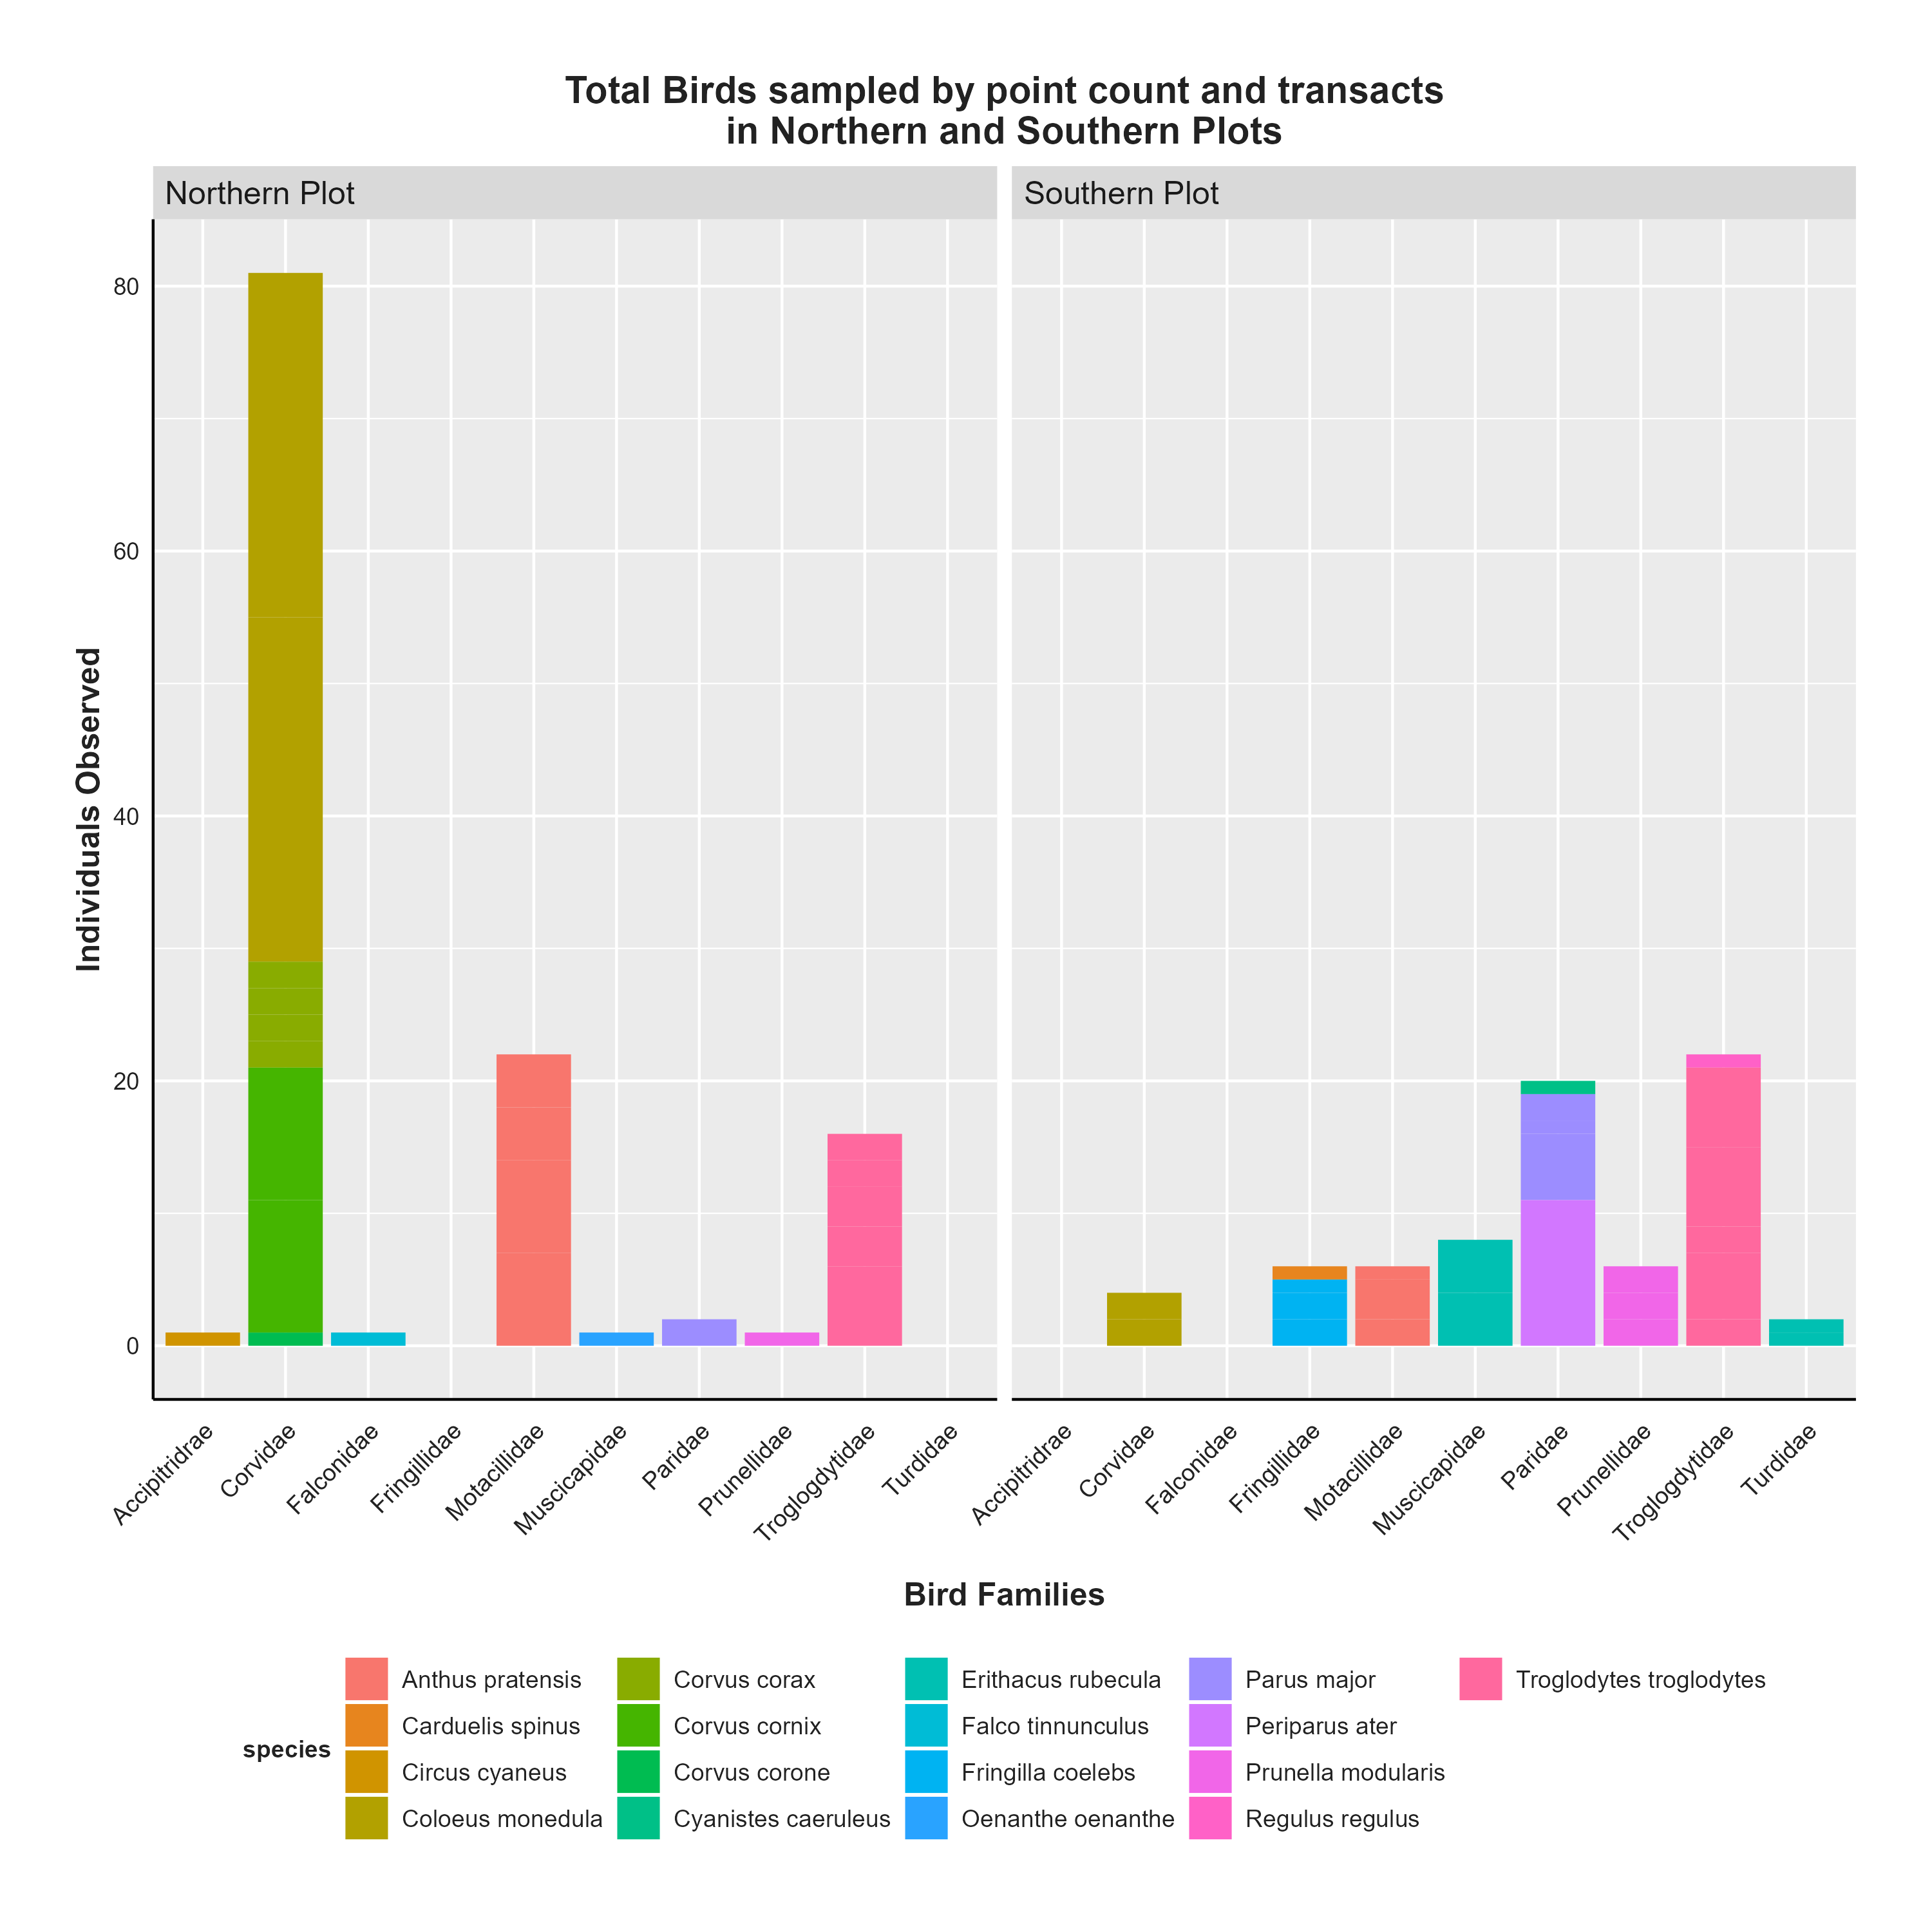 Total Birds sampled by point count and transacts
in Northern and Southern Plots
Northern Plot
Southern Plot
Individuals Observed
80
60
40
20
0
Accipitridrae
Corvidae
Falconidae
Fringillidae
Motacillidae
Muscicapidae
Paridae
Prunellidae
Troglogdytidae
Turdidae
Accipitridrae
Corvidae
Falconidae
Fringillidae
Motacillidae
Muscicapidae
Paridae
Prunellidae
Troglogdytidae
Turdidae
Bird Families
species
Anthus pratensis
Carduelis spinus
Circus cyaneus
Coloeus monedula
Corvus corax
Corvus cornix
Corvus corone
Cyanistes caeruleus
Erithacus rubecula
Falco tinnunculus
Fringilla coelebs
Oenanthe oenanthe
Parus major
Periparus ater
Prunella modularis
Regulus regulus
Troglodytes troglodytes